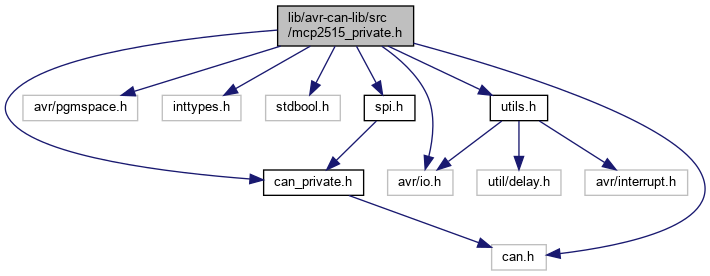 lib/avr-can-lib/src
/mcp2515_private.h
avr/pgmspace.h
inttypes.h
stdbool.h
spi.h
utils.h
can_private.h
avr/io.h
util/delay.h
avr/interrupt.h
can.h